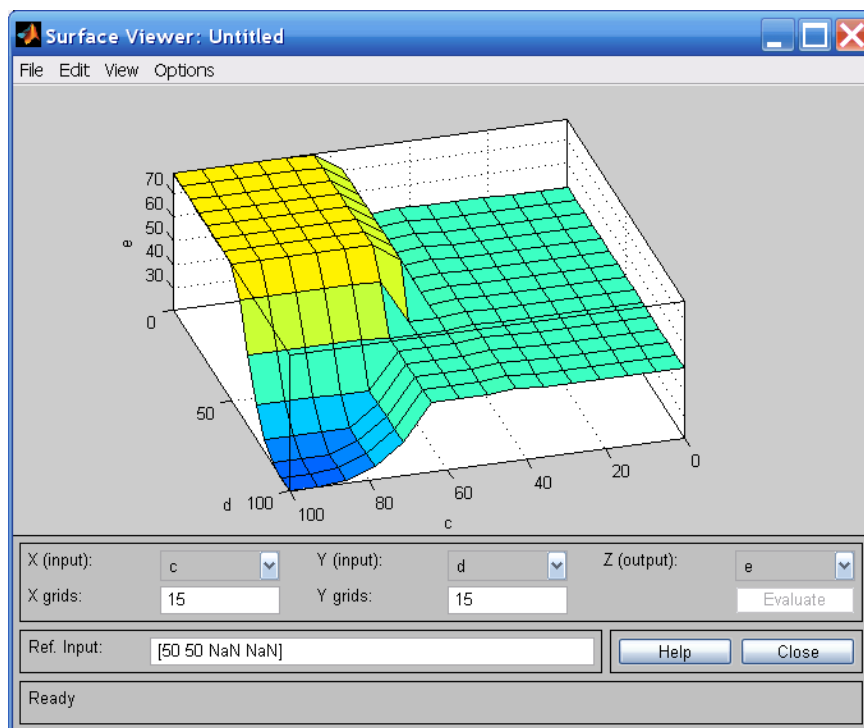 Surface Viewer: Untitled
File Edit View Options
70
60
50
40
30
e
0
50
100
d
100
80
60
40
20
0
c
X (input): c Y (input): d Z (output): e
X grids: 15 Y grids: 15 Evaluate
Ref. Input: [50 50 NaN NaN] Help Close
Ready